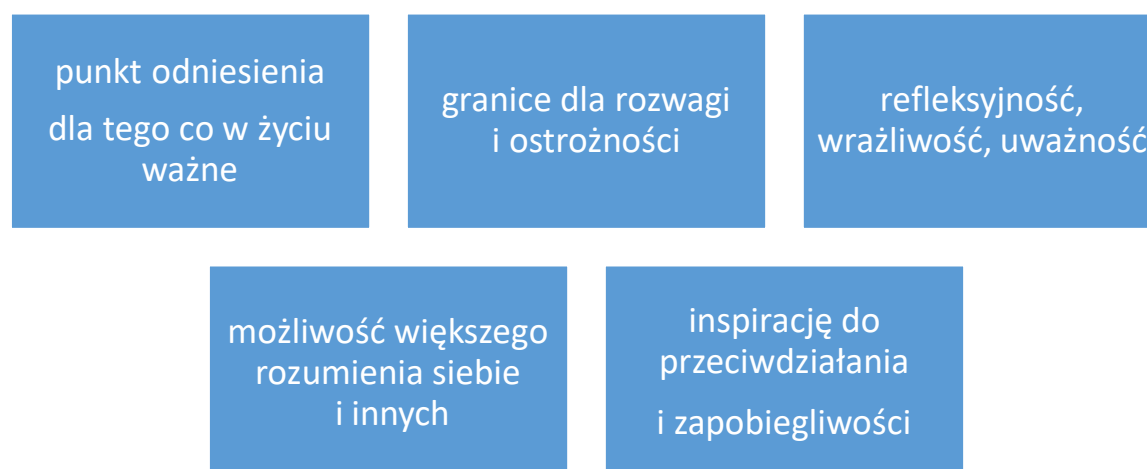 punkt odniesienia
dla tego co w życiu
ważne
granice dla rozwagi
i ostrożności
refleksyjność,
wrażliwość, uważność
możliwość większego
rozumienia siebie
i innych
inspirację do
przeciwdziałania
i zapobiegliwości